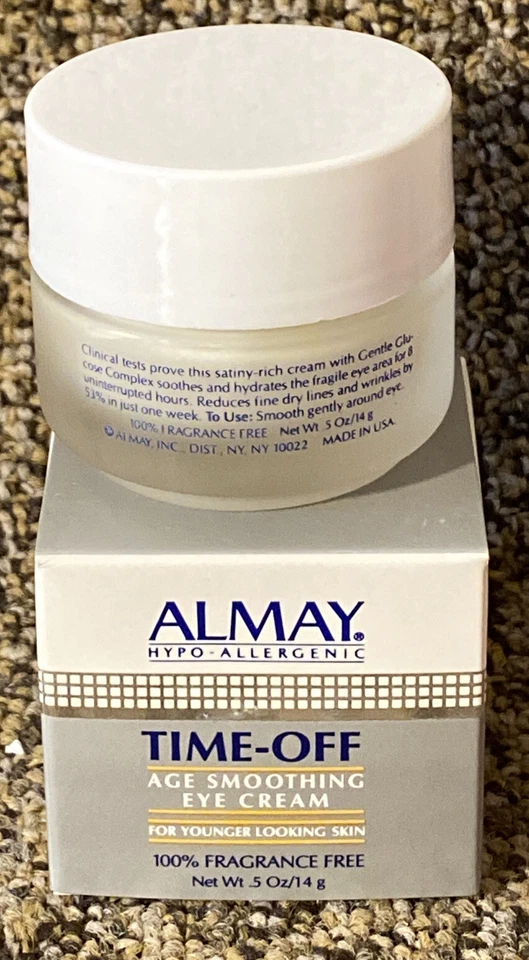 Clinical tests prove this satiny-rich cream with Gentle Glu-
cose Complex soothes and hydrates the fragile eye area for 8
uninterrupted hours. Reduces fine dry lines and wrinkles by
53% in just one week. To Use: Smooth gently around eye.
100% FRAGRANCE FREE Net Wt .5 Oz/14 g
ALMAY, INC., DIST., NY, NY 10022 MADE IN USA.
ALMAY®
HYPO-ALLERGENIC
TIME-OFF
AGE SMOOTHING
EYE CREAM
FOR YOUNGER LOOKING SKIN
100% FRAGRANCE FREE
Net Wt .5 Oz/14 g